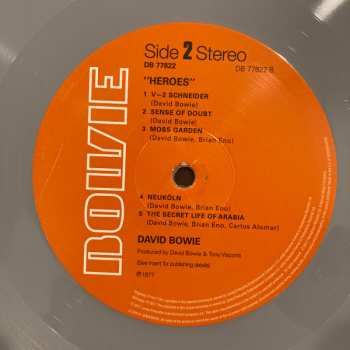 BOWIE
Side 2 Stereo
DB 77822
DB 77822 B
"HEROES"
1 V–2 SCHNEIDER
(David Bowie)
2 SENSE OF DOUBT
(David Bowie)
3 MOSS GARDEN
(David Bowie, Brian Eno)
4 NEUKÖLN
(David Bowie, Brian Eno)
5 THE SECRET LIFE OF ARABIA
(David Bowie, Brian Eno, Carlos Alomar)
DAVID BOWIE
Produced by David Bowie & Tony Visconti
(See insert for publishing details)
℗ 1977